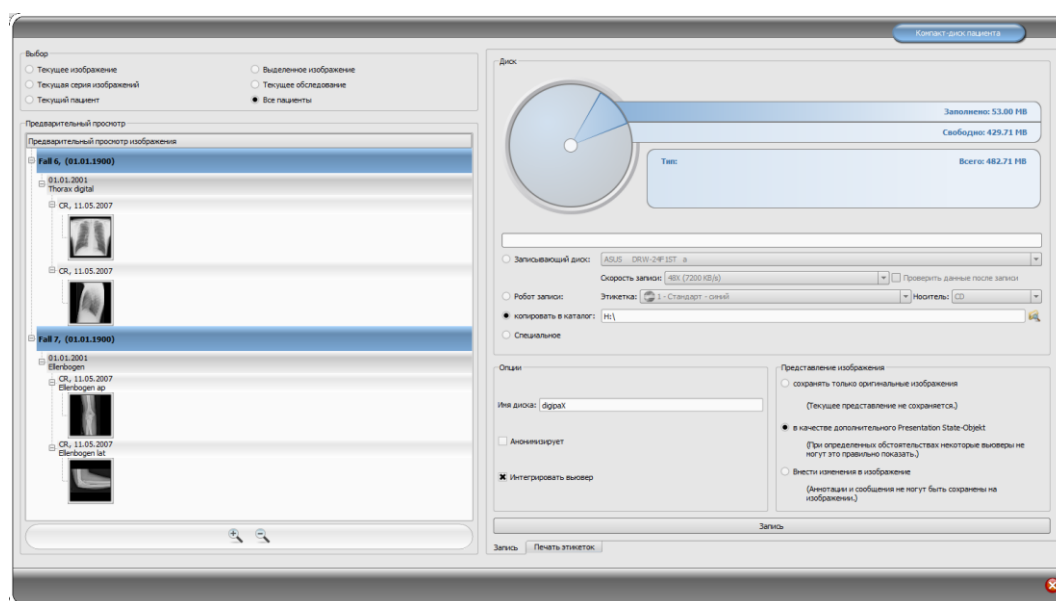 Компакт-диск пациента
Выбор
Текущее изображение
Выделенное изображение
Текущая серия изображений
Текущее обследование
Текущий пациент
Все пациенты
Предварительный просмотр
Предварительный просмотр изображения
Fall 6, (01.01.1900)
01.01.2001
Thorax digital
CR, 11.05.2007
CR, 11.05.2007
Fall 7, (01.01.1900)
01.01.2001
Ellenbogen
CR, 11.05.2007
Ellenbogen ap
CR, 11.05.2007
Ellenbogen lat
Диск
Заполнено: 53.00 MB
Свободно: 429.71 MB
Тип:
Всего: 482.71 MB
Записывающий диск:
ASUS DRW-24F1ST a
Скорость записи: 48X (7200 KB/s)
Проверить данные после записи
Робот записи:
Этикетка: 1 - Стандарт - синий
Носитель: CD
копировать в каталог: H:\
Специальное
Опции
Имя диска: digipaX
Анонимизирует
Интегрировать вьювер
Представление изображения
сохранять только оригинальные изображения
(Текущее представление не сохраняется.)
в качестве дополнительного Presentation State-Objekt
(При определенных обстоятельствах некоторые вьюверы не
могут это правильно показать.)
Внести изменения в изображение
(Аннотации и сообщения не могут быть сохранены на
изображении.)
Запись
Запись
Печать этикеток